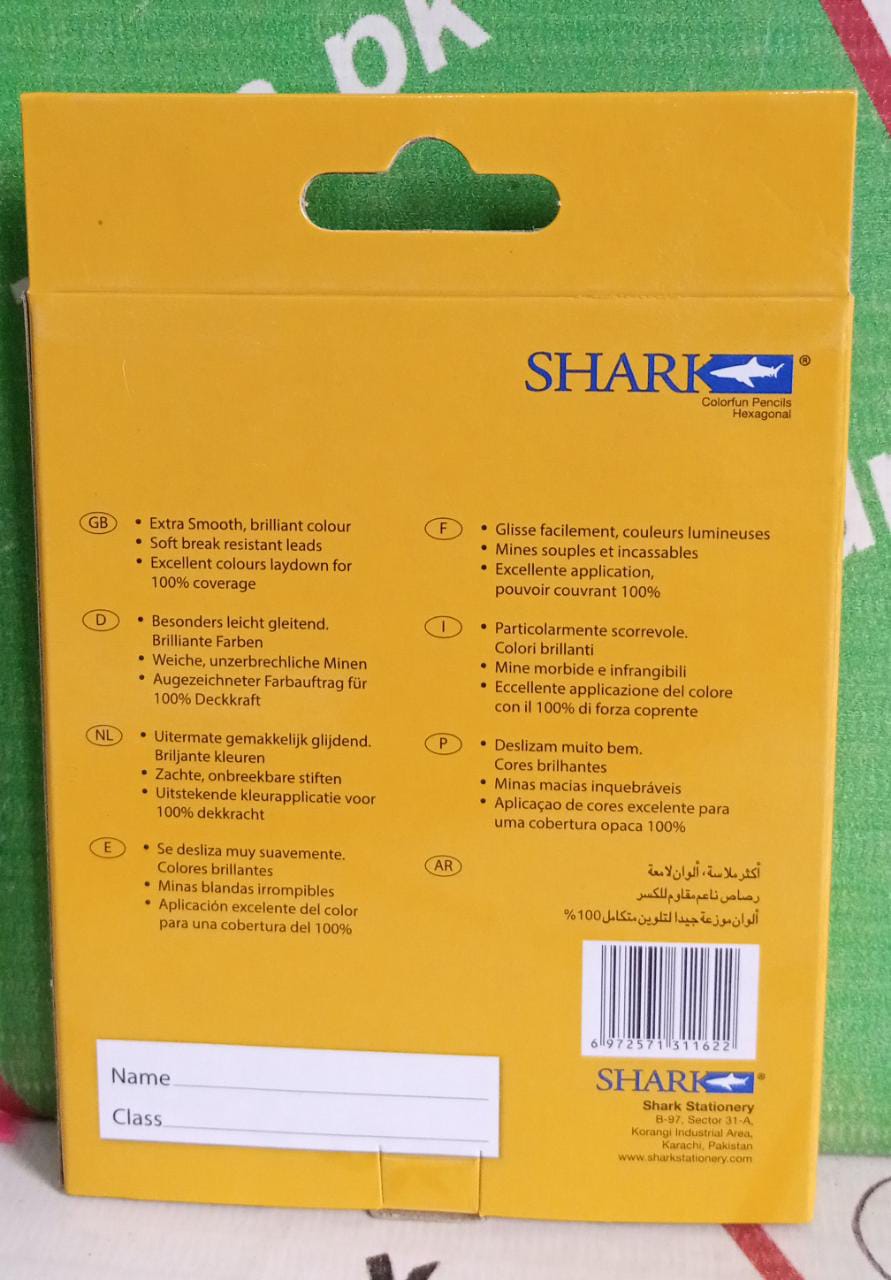 .pk
SHARK ®
Colorfun Pencils
Hexagonal
GB
• Extra Smooth, brilliant colour
• Soft break resistant leads
• Excellent colours laydown for
100% coverage
D
• Besonders leicht gleitend.
Brilliante Farben
• Weiche, unzerbrechliche Minen
• Augezeichneter Farbauftrag für
100% Deckkraft
NL
• Uitermate gemakkelijk glijdend.
Briljante kleuren
• Zachte, onbreekbare stiften
• Uitstekende kleurapplicatie voor
100% dekkracht
E
• Se desliza muy suavemente.
Colores brillantes
• Minas blandas irrompibles
• Aplicación excelente del color
para una cobertura del 100%
F
• Glisse facilement, couleurs lumineuses
• Mines souples et incassables
• Excellente application,
pouvoir couvrant 100%
I
• Particolarmente scorrevole.
Colori brillanti
• Mine morbide e infrangibili
• Eccellente applicazione del colore
con il 100% di forza coprente
P
• Deslizam muito bem.
Cores brilhantes
• Minas macias inquebráveis
• Aplicaçao de cores excelente para
uma cobertura opaca 100%
AR
أكثر ملاسة، ألوان لامعة
رصاص ناعم مقاوم للكسر
ألوان موزعة جيدا لتلوين متكامل 100%
6 972571 311622
Name
Class
SHARK ®
Shark Stationery
B-97, Sector 31-A,
Korangi Industrial Area,
Karachi, Pakistan
www.sharkstationery.com